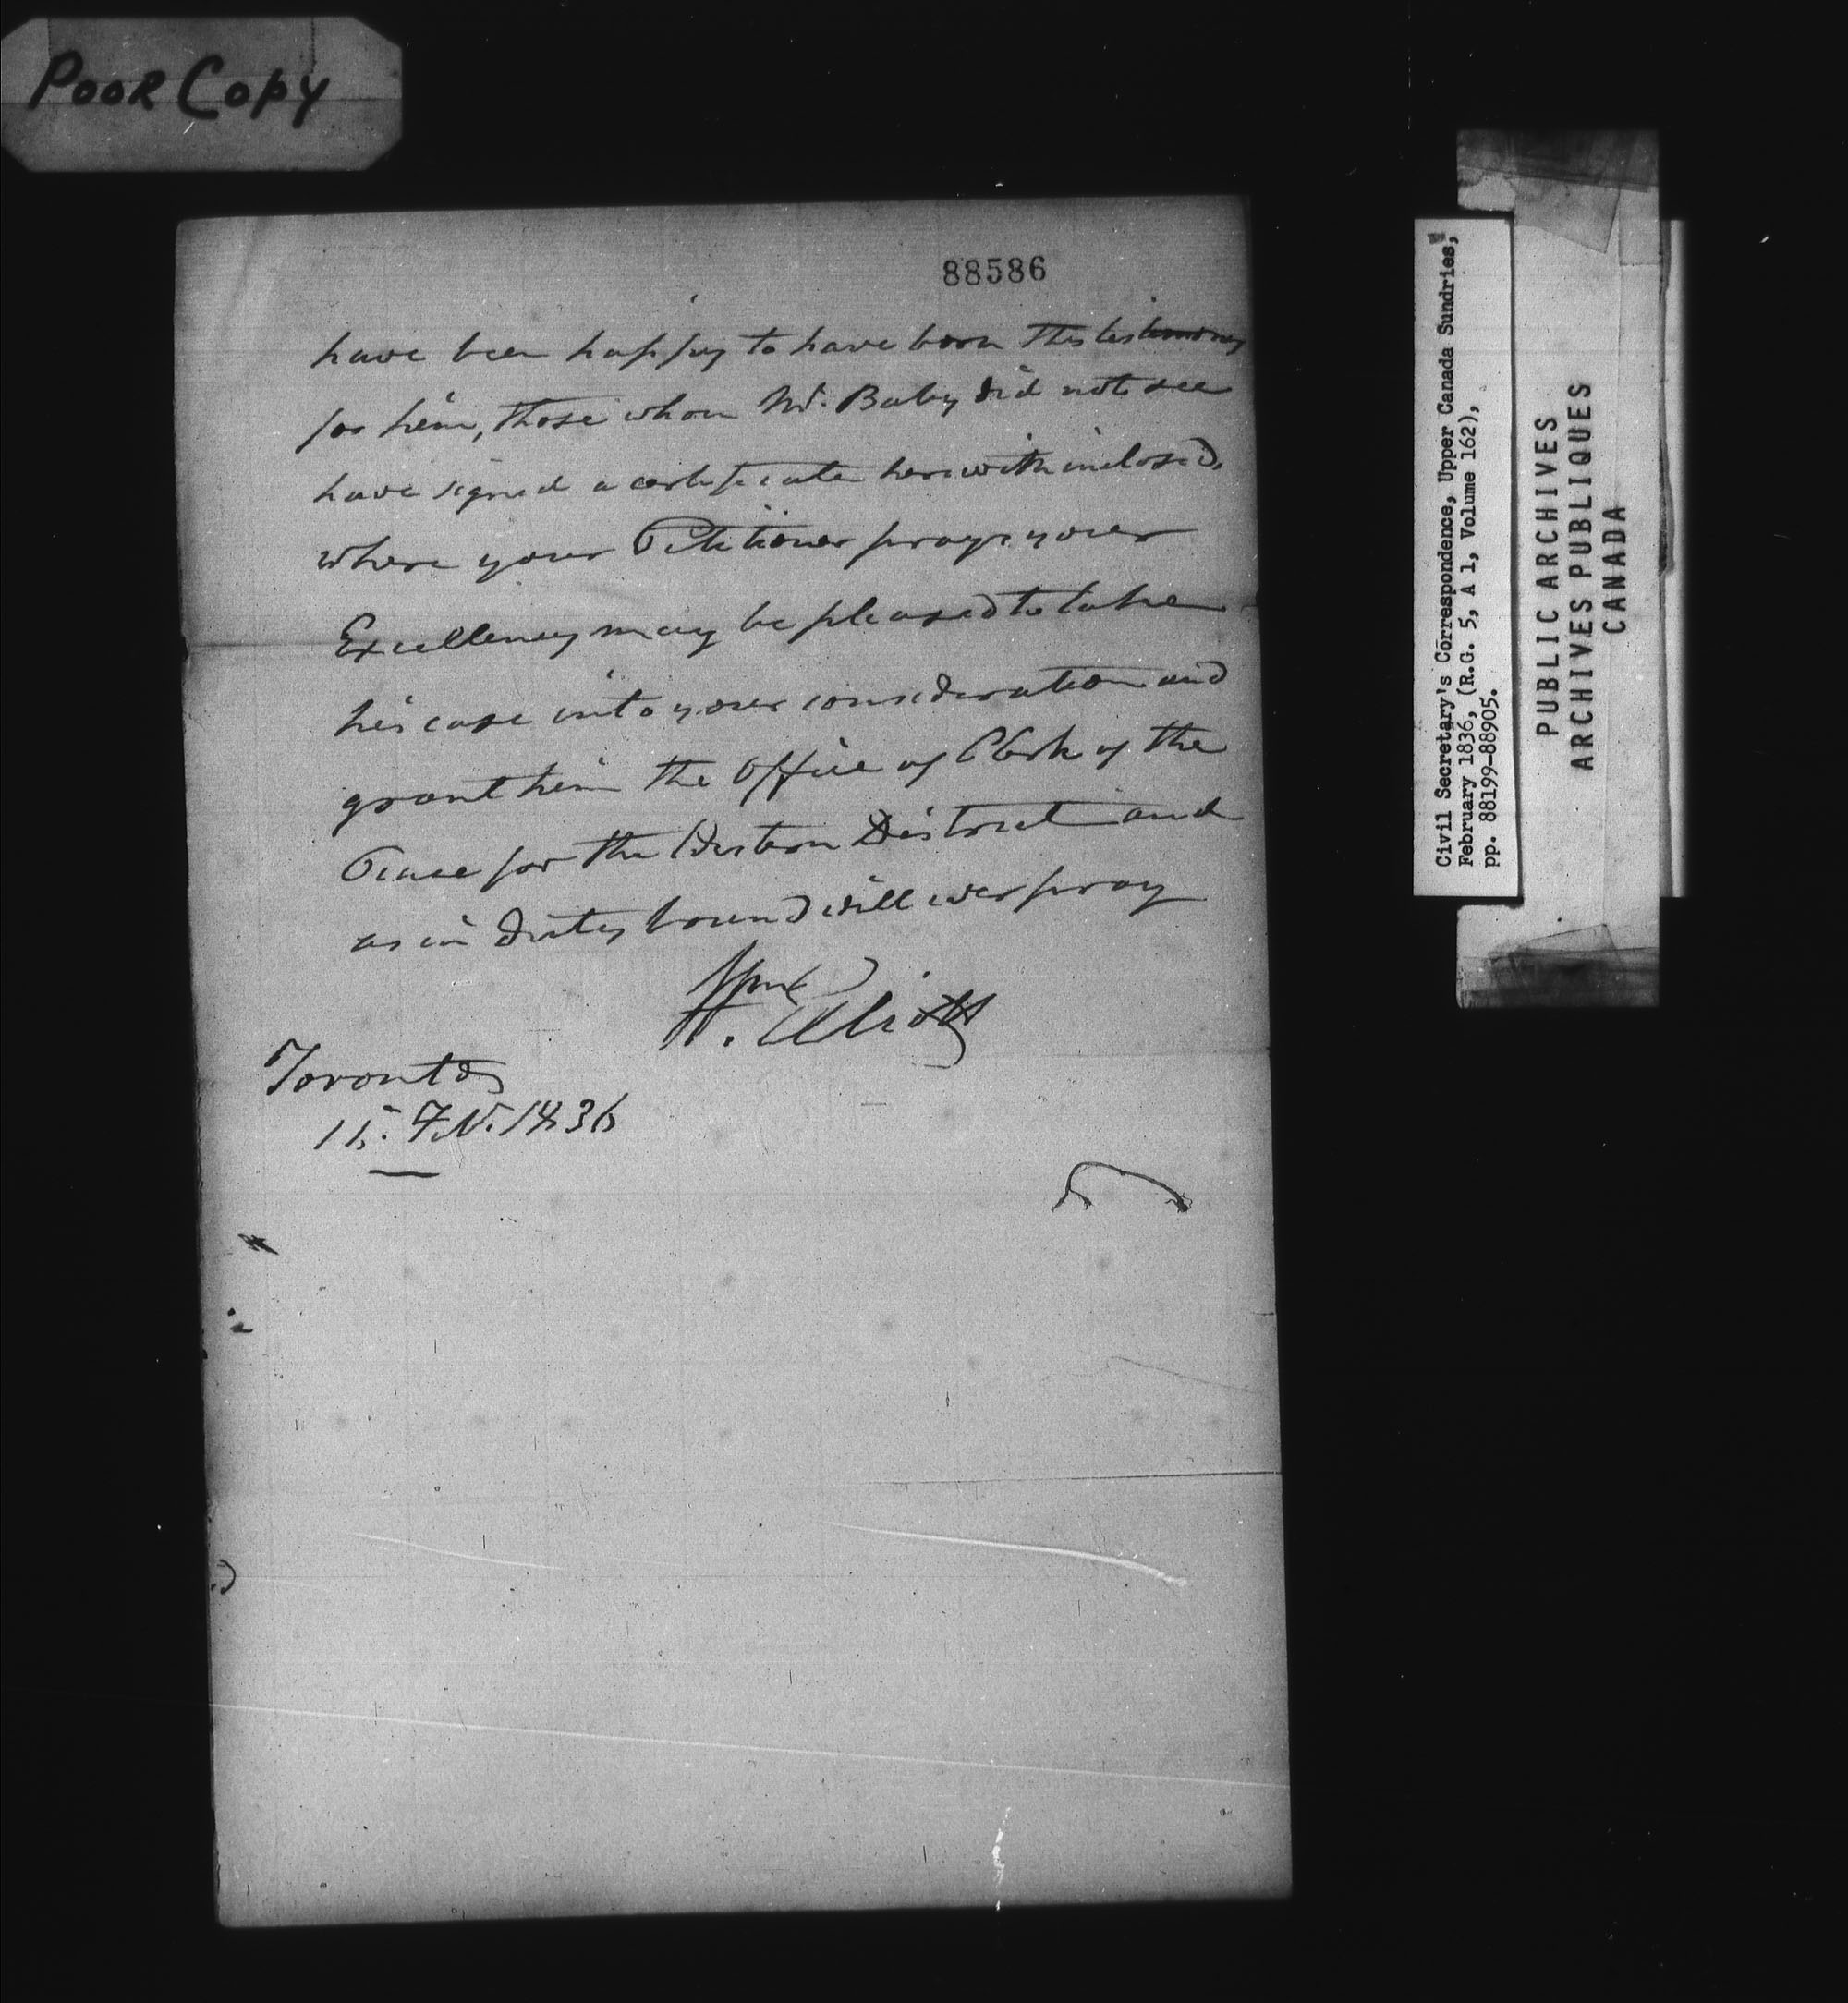 POOR COPY
88586
have been happy to have born this testimony
for him, those whom Mr. Baby did not see
have signed a certificate herewith inclosed,
where your Petitioner prays your
Excellency may be pleased to take
his case into your consideration and
grant him the Office of Clerk of the
Peace for the Western District and
as in duty bound will ever pray
Wm. Elliott
Toronto
15. Feb. 1836
Civil Secretary's Correspondence, Upper Canada Sundries,
February 1836, (R.G. 5, A 1, Volume 162),
pp. 88199-88905.
PUBLIC ARCHIVES
ARCHIVES PUBLIQUES
CANADA